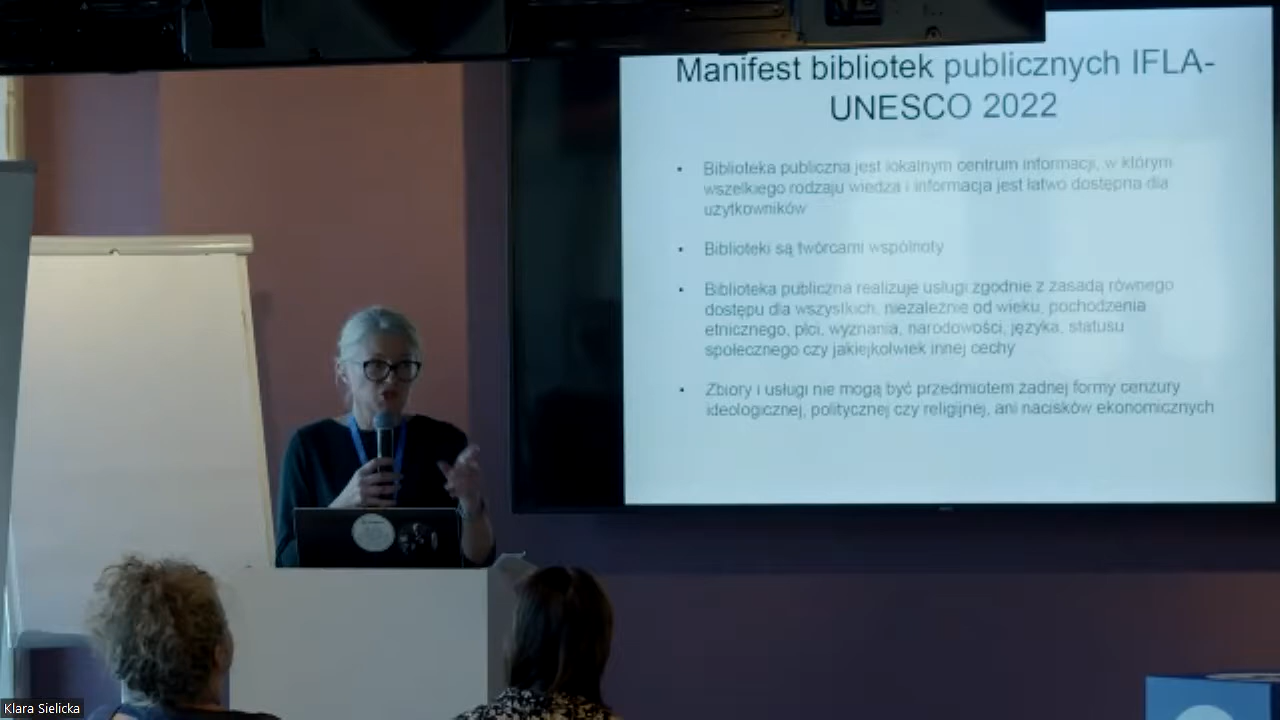 Manifest bibliotek publicznych IFLA-
UNESCO 2022
• Biblioteka publiczna jest lokalnym centrum informacji, w którym
wszelkiego rodzaju wiedza i informacja jest łatwo dostępna dla
użytkowników
• Biblioteki są twórcami wspólnoty
• Biblioteka publiczna realizuje usługi zgodnie z zasadą równego
dostępu dla wszystkich, niezależnie od wieku, pochodzenia
etnicznego, płci, wyznania, narodowości, języka, statusu
społecznego czy jakiejkolwiek innej cechy
• Zbiory i usługi nie mogą być przedmiotem żadnej formy cenzury
ideologicznej, politycznej czy religijnej, ani nacisków ekonomicznych
Klara Sielicka